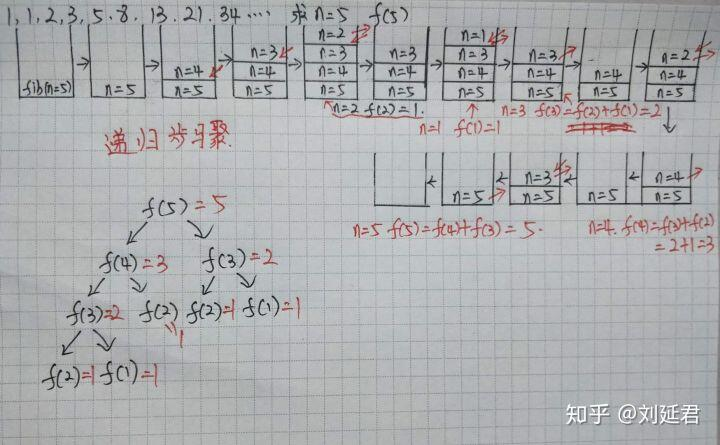 1, 1, 2, 3, 5. 8, 13. 21. 34 ···· 求 n=5 f(5)
fib(n=5)
n=5
n=4
n=5
n=3
n=4
n=5
n=2
n=3
n=4
n=5
n=3
n=4
n=5
n=1
n=3
n=4
n=5
n=3
n=4
n=5
n=4
n=5
n=2
n=4
n=5
n=2 f(2)=1.
n=1 f(1)=1
n=3 f(3)=f(2)+f(1)=2
递归步骤
n=5
n=3
n=5
n=5
n=4
n=5
n=5 f(5)=f(4)+f(3)=5.
n=4. f(4)=f(3)+f(2)
=2+1=3
f(5)=5
f(4)=3 f(3)=2
f(3)=2 f(2) f(2)=1 f(1)=1
=1
f(2)=1 f(1)=1
知乎 @刘延君